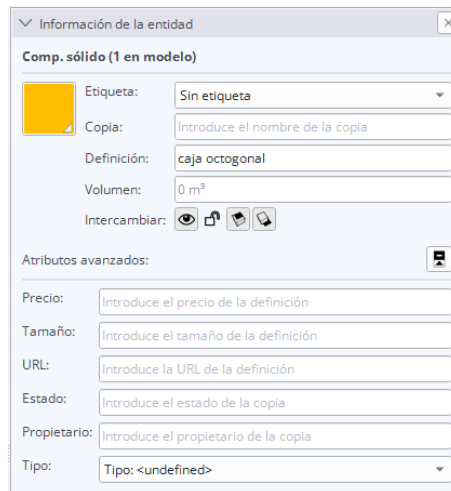 Información de la entidad
Comp. sólido (1 en modelo)
Etiqueta: Sin etiqueta
Copia: Introduce el nombre de la copia
Definición: caja octogonal
Volumen: 0 m³
Intercambiar:
Atributos avanzados:
Precio: Introduce el precio de la definición
Tamaño: Introduce el tamaño de la definición
URL: Introduce la URL de la definición
Estado: Introduce el estado de la copia
Propietario: Introduce el propietario de la copia
Tipo: Tipo: <undefined>